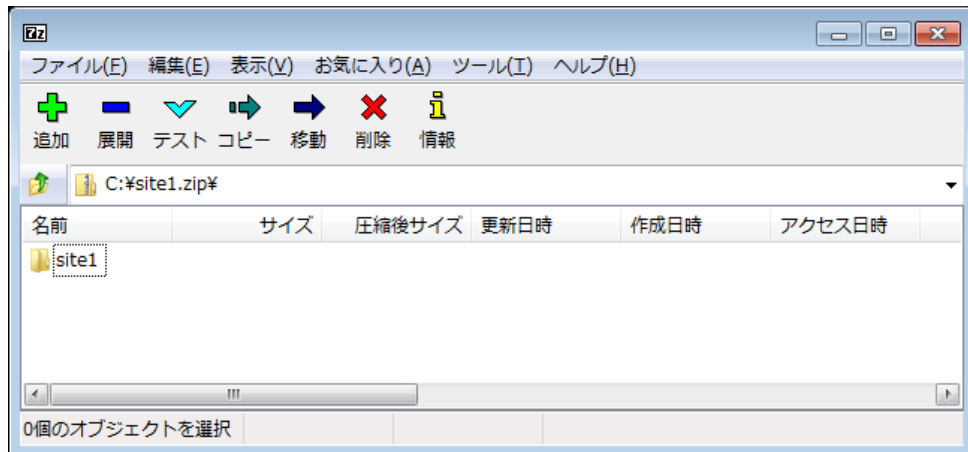 7z
ファイル(F) 編集(E) 表示(V) お気に入り(A) ツール(T) ヘルプ(H)
追加 展開 テスト コピー 移動 削除 情報
C:¥site1.zip¥
名前 サイズ 圧縮後サイズ 更新日時 作成日時 アクセス日時
site1
0個のオブジェクトを選択